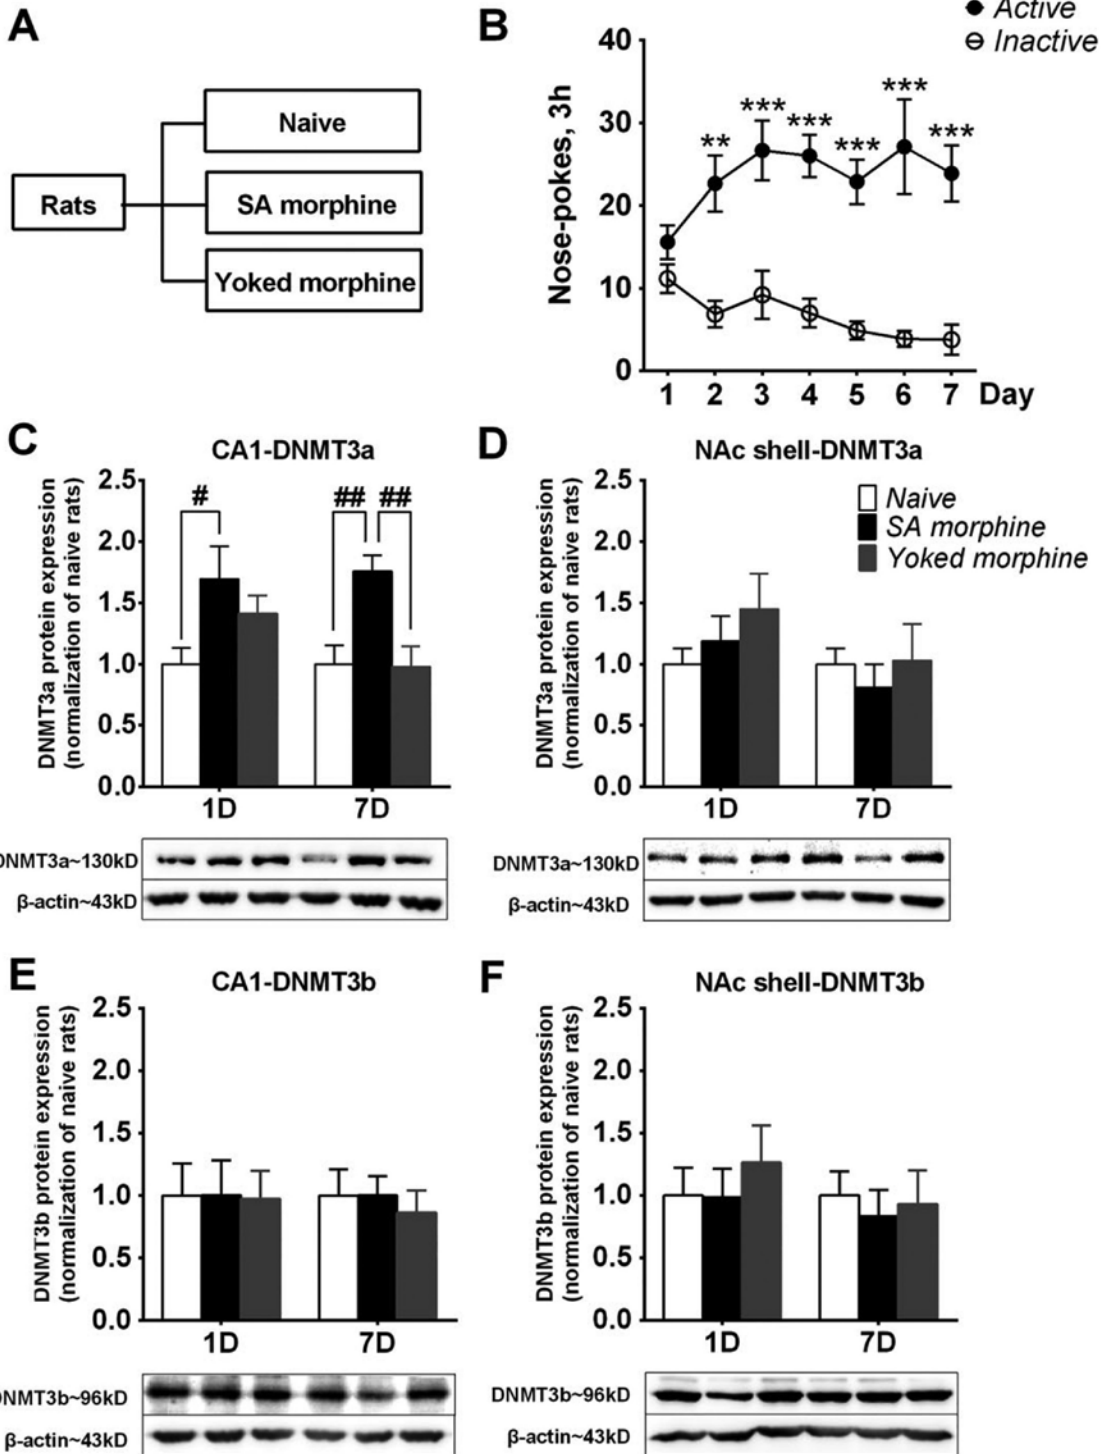 A
Naive
Rats
SA morphine
Yoked morphine
B
Active
Inactive
Nose-pokes, 3h
40
30
20
10
0
**
***
***
***
***
***
1 2 3 4 5 6 7 Day
C
CA1-DNMT3a
DNMT3a protein expression
(normalization of naive rats)
2.5
2.0
1.5
1.0
0.5
0.0
# ## ##
1D 7D
DNMT3a~130kD
β-actin~43kD
D
NAc shell-DNMT3a
DNMT3a protein expression
(normalization of naive rats)
2.5
2.0
1.5
1.0
0.5
0.0
Naive
SA morphine
Yoked morphine
1D 7D
DNMT3a~130kD
β-actin~43kD
E
CA1-DNMT3b
DNMT3b protein expression
(normalization of naive rats)
2.5
2.0
1.5
1.0
0.5
0.0
1D 7D
DNMT3b~96kD
β-actin~43kD
F
NAc shell-DNMT3b
DNMT3b protein expression
(normalization of naive rats)
2.5
2.0
1.5
1.0
0.5
0.0
1D 7D
DNMT3b~96kD
β-actin~43kD